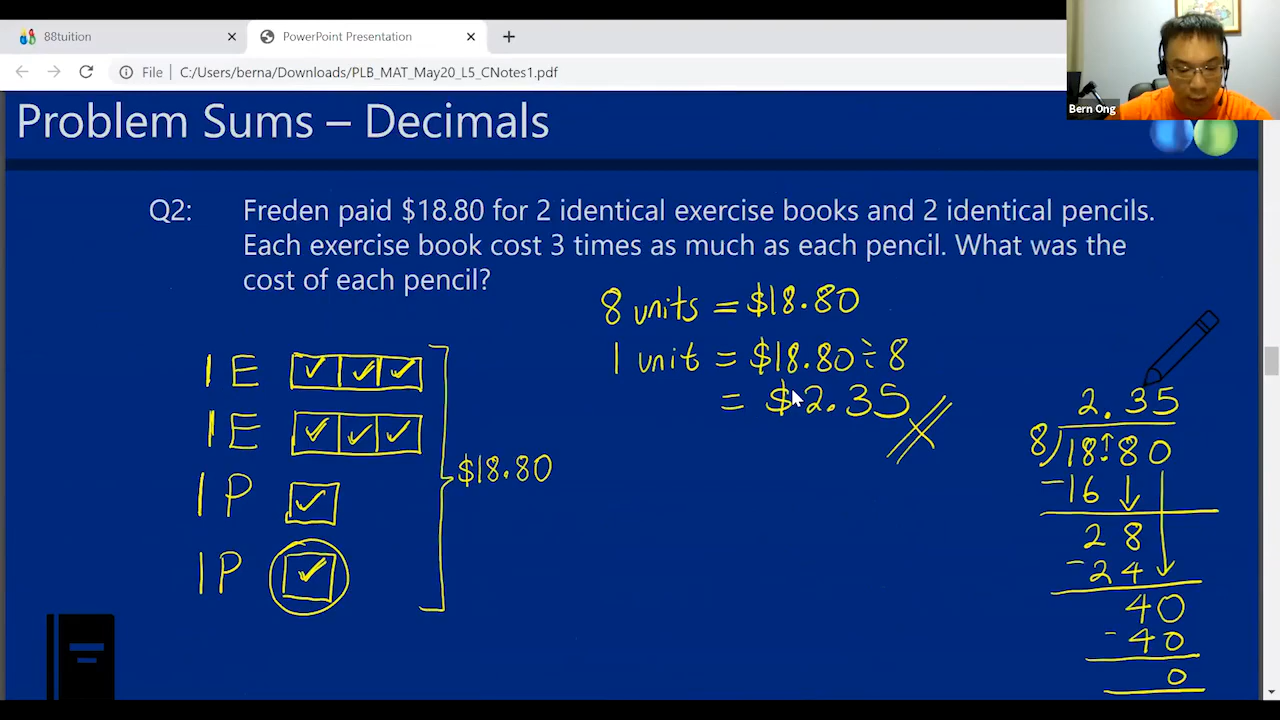 88tuition
PowerPoint Presentation
File
C:/Users/berna/Downloads/PLB_MAT_May20_L5_CNotes1.pdf
Bern Ong
Problem Sums – Decimals
Q2: Freden paid $18.80 for 2 identical exercise books and 2 identical pencils.
Each exercise book cost 3 times as much as each pencil. What was the
cost of each pencil?
8 units = $18.80
1 unit = $18.80 ÷ 8
= $2.35
1 E
1 E
1 P
1 P
$18.80
2.35
8)18.80
-16
28
-24
40
-40
0